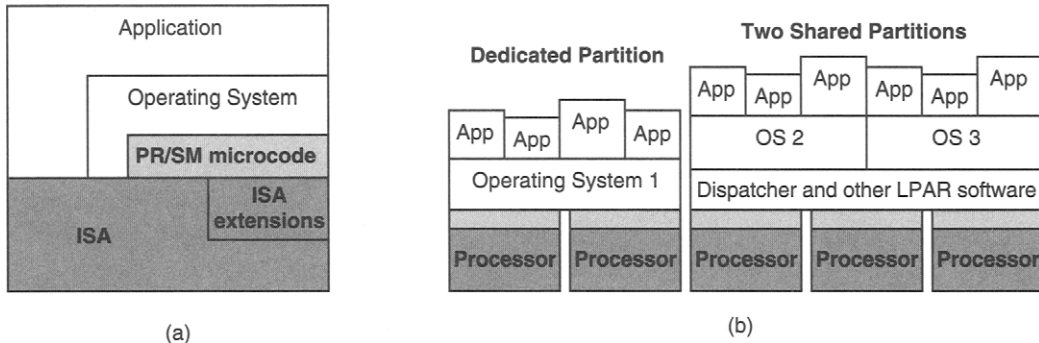 Application
Operating System
PR/SM microcode
ISA
extensions
ISA
(a)
Dedicated Partition
Two Shared Partitions
App
App
App
App
App
App
App
App
App
App
Operating System 1
OS 2
OS 3
Dispatcher and other LPAR software
Processor
Processor
Processor
Processor
Processor
(b)